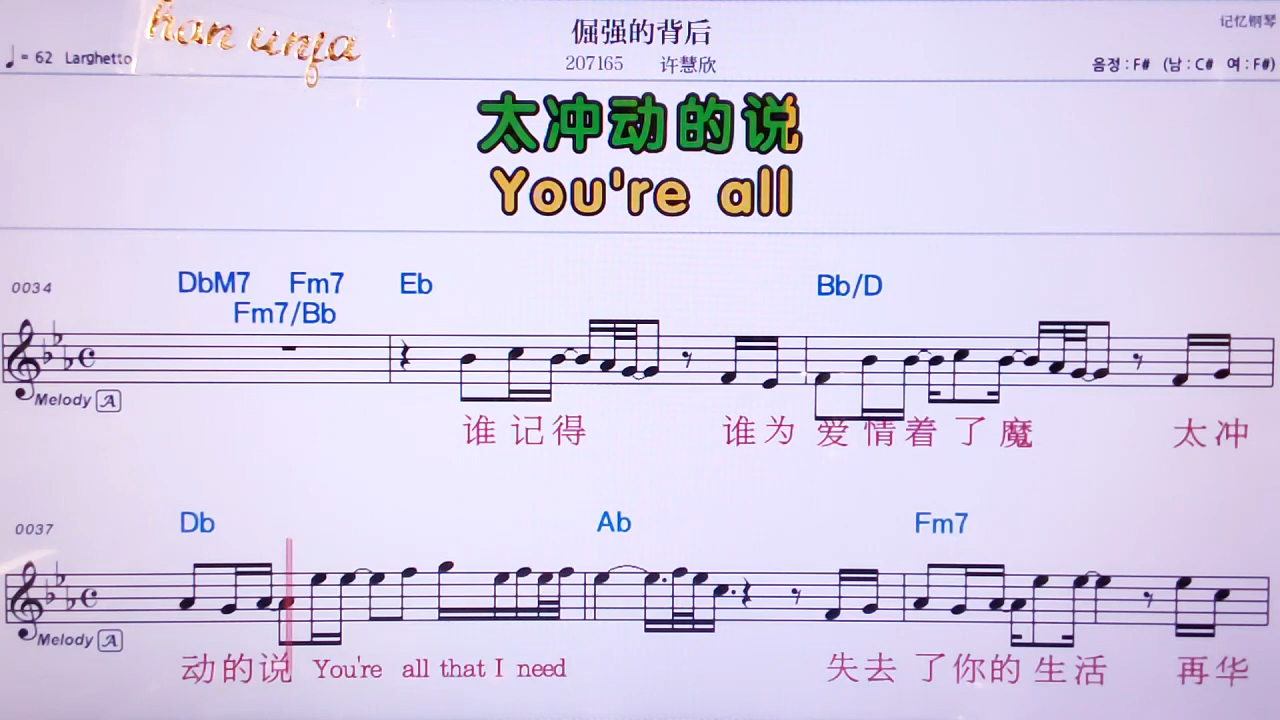 han unja
倔强的背后
记忆钢琴
♩= 62 Larghetto
207165 许慧欣
음정 : F# (남 : C# 여 : F#)
太冲动的说
You're all
0034 DbM7 Fm7 Eb Bb/D
Fm7/Bb
Melody A
谁记得 谁为爱情着了魔 太冲
0037 Db Ab Fm7
Melody A
动的说 You're all that I need 失去了你的生活 再华